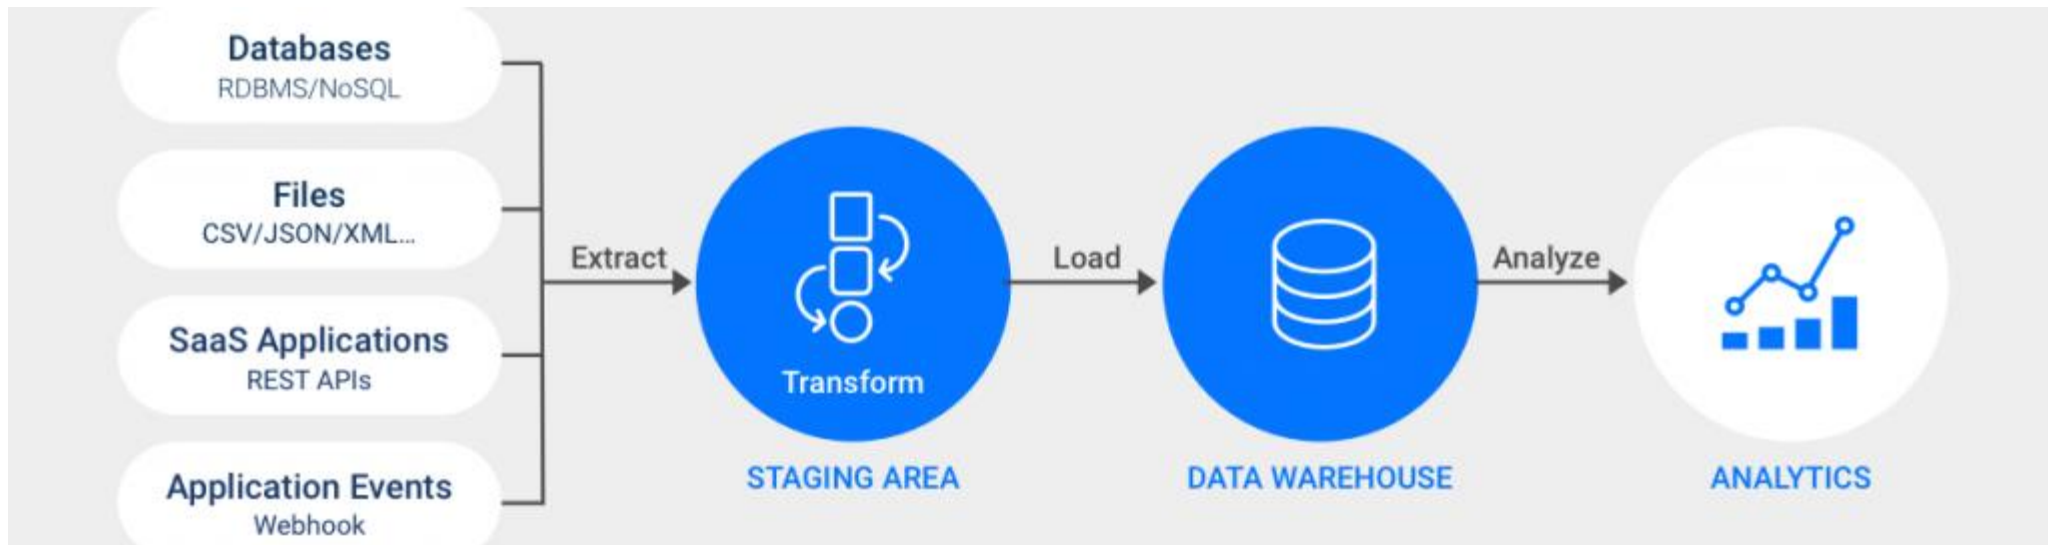 Databases
RDBMS/NoSQL
Files
CSV/JSON/XML...
SaaS Applications
REST APIs
Application Events
Webhook
Extract
Transform
STAGING AREA
Load
DATA WAREHOUSE
Analyze
ANALYTICS